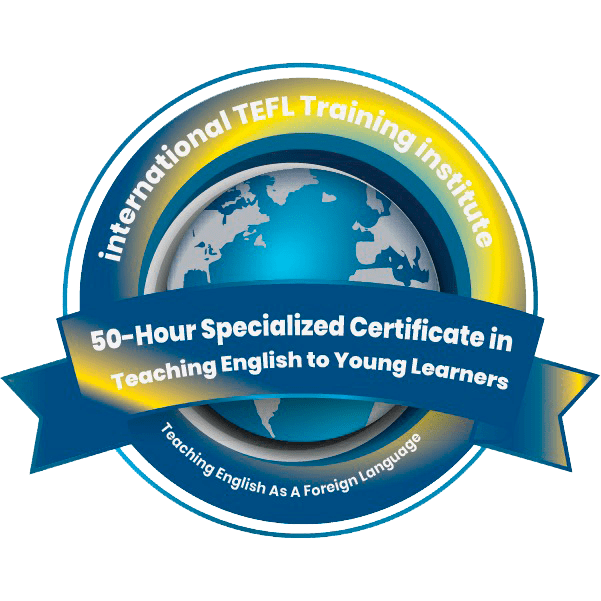 international TEFL Training institute
50-Hour Specialized Certificate in
Teaching English to Young Learners
Teaching English As A Foreign Language